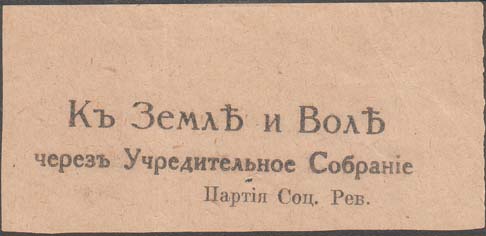 Къ Землѣ и Волѣ
черезъ Учредительное Собраніе
Партія Соц. Рев.